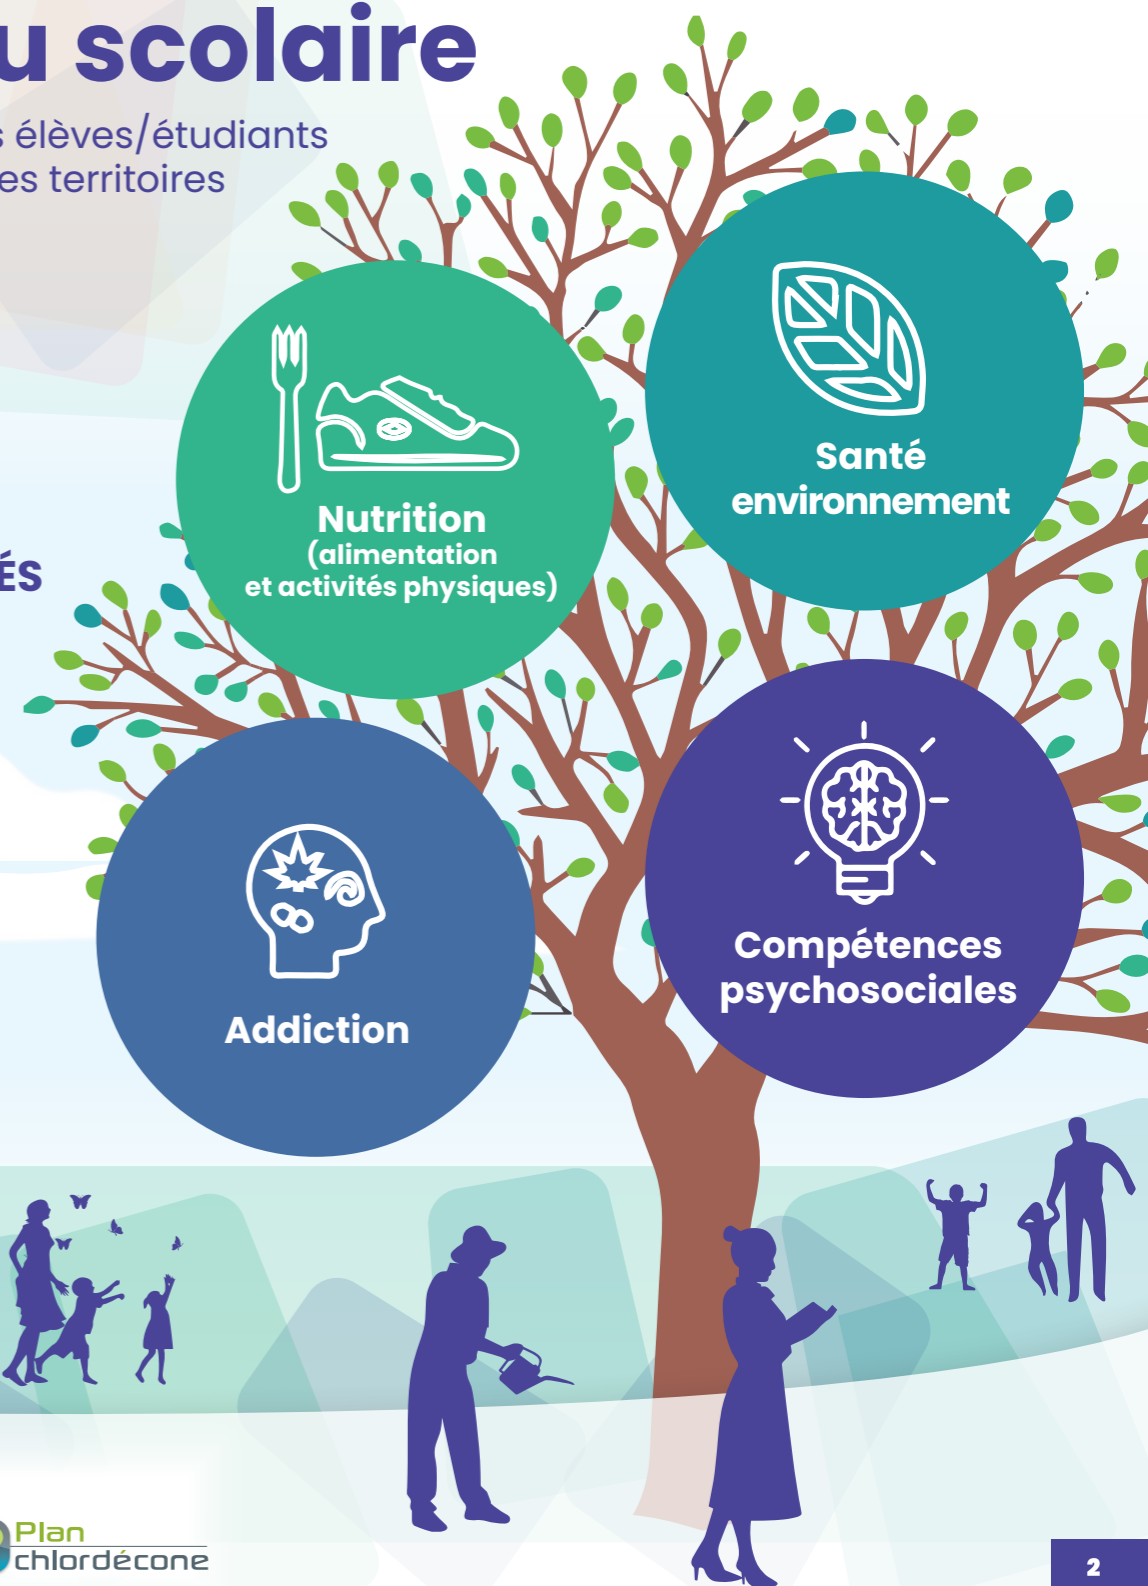 u scolaire
s élèves/étudiants
es territoires
Santé
environnement
Nutrition
(alimentation
et activités physiques)
ÉS
Compétences
psychosociales
Addiction
Plan
chlordécone
2